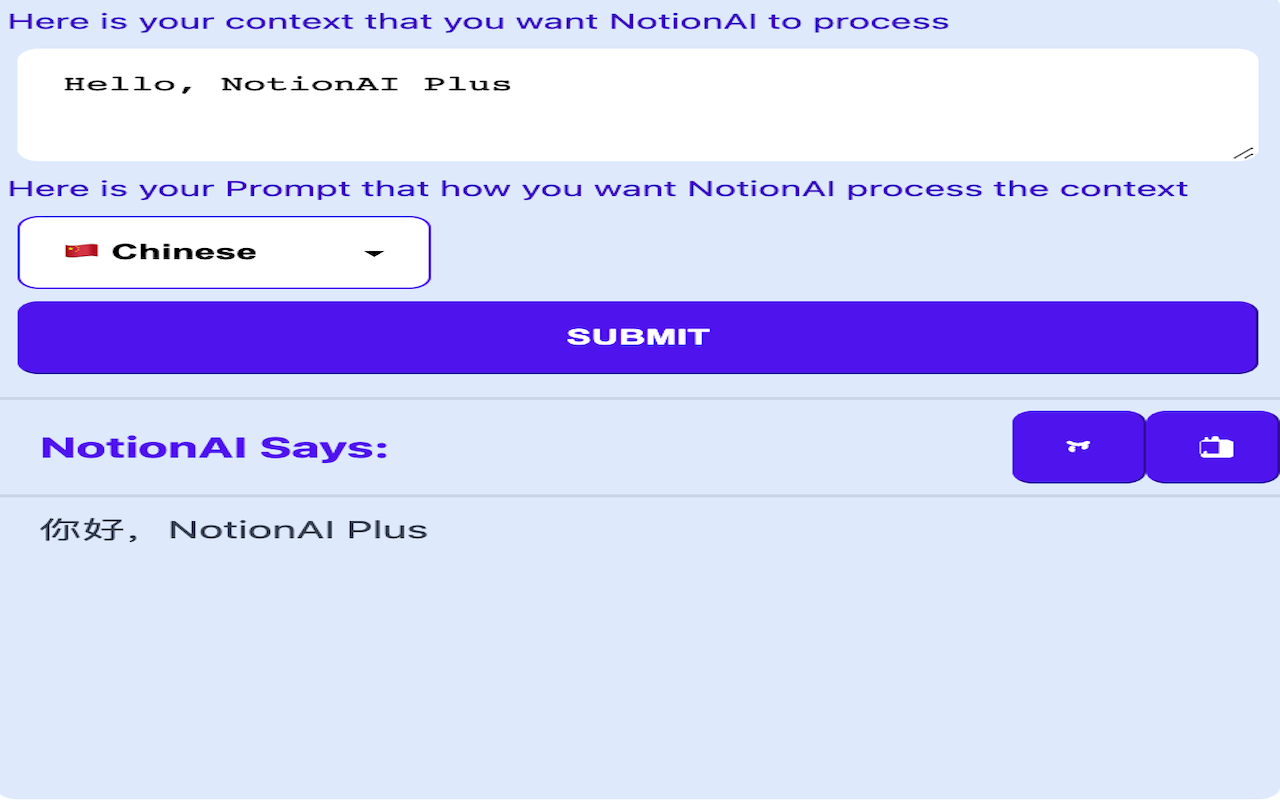 Here is your context that you want NotionAI to process
Hello, NotionAI Plus
Here is your Prompt that how you want NotionAI process the context
🇨🇳 Chinese
SUBMIT
NotionAI Says:
你好， NotionAI Plus